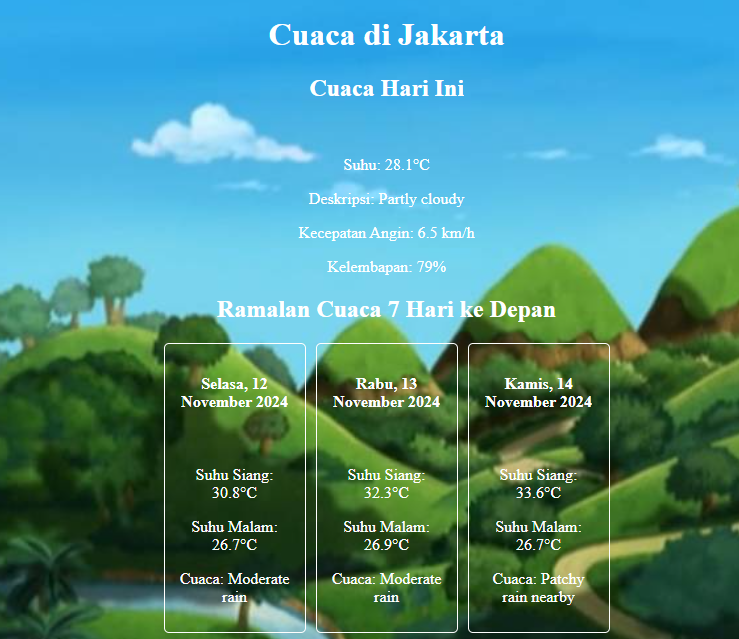 Cuaca di Jakarta
Cuaca Hari Ini
Suhu: 28.1°C
Deskripsi: Partly cloudy
Kecepatan Angin: 6.5 km/h
Kelembapan: 79%
Ramalan Cuaca 7 Hari ke Depan
Selasa, 12
November 2024
Suhu Siang:
30.8°C
Suhu Malam:
26.7°C
Cuaca: Moderate
rain
Rabu, 13
November 2024
Suhu Siang:
32.3°C
Suhu Malam:
26.9°C
Cuaca: Moderate
rain
Kamis, 14
November 2024
Suhu Siang:
33.6°C
Suhu Malam:
26.7°C
Cuaca: Patchy
rain nearby